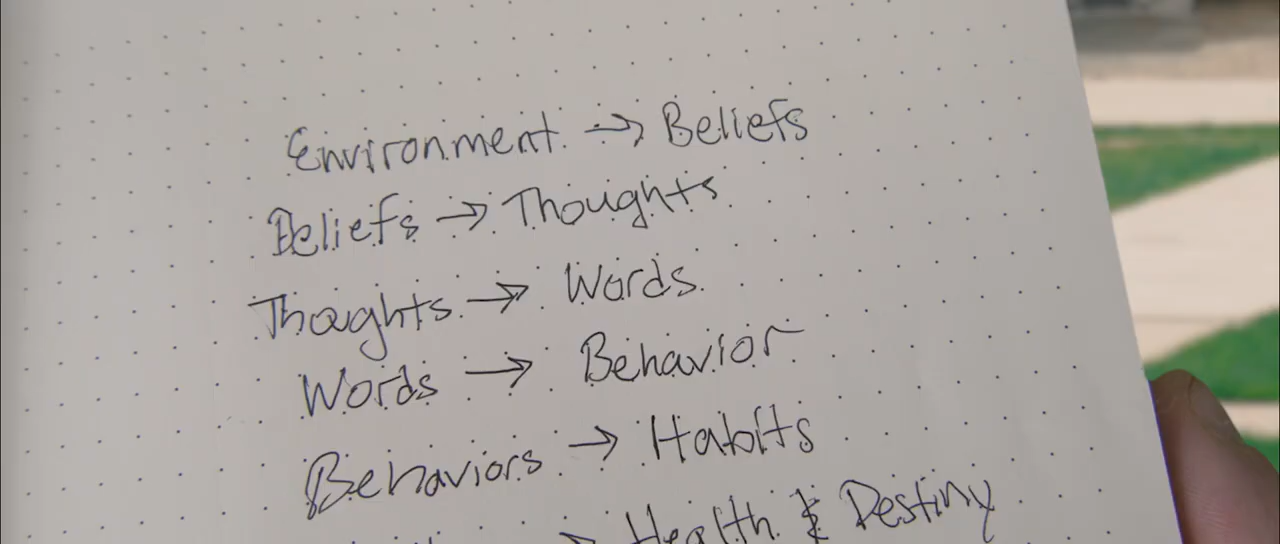 Environment → Beliefs
Beliefs → Thoughts
Thoughts → Words
Words → Behavior
Behaviors → Habits
→ Health & Destiny